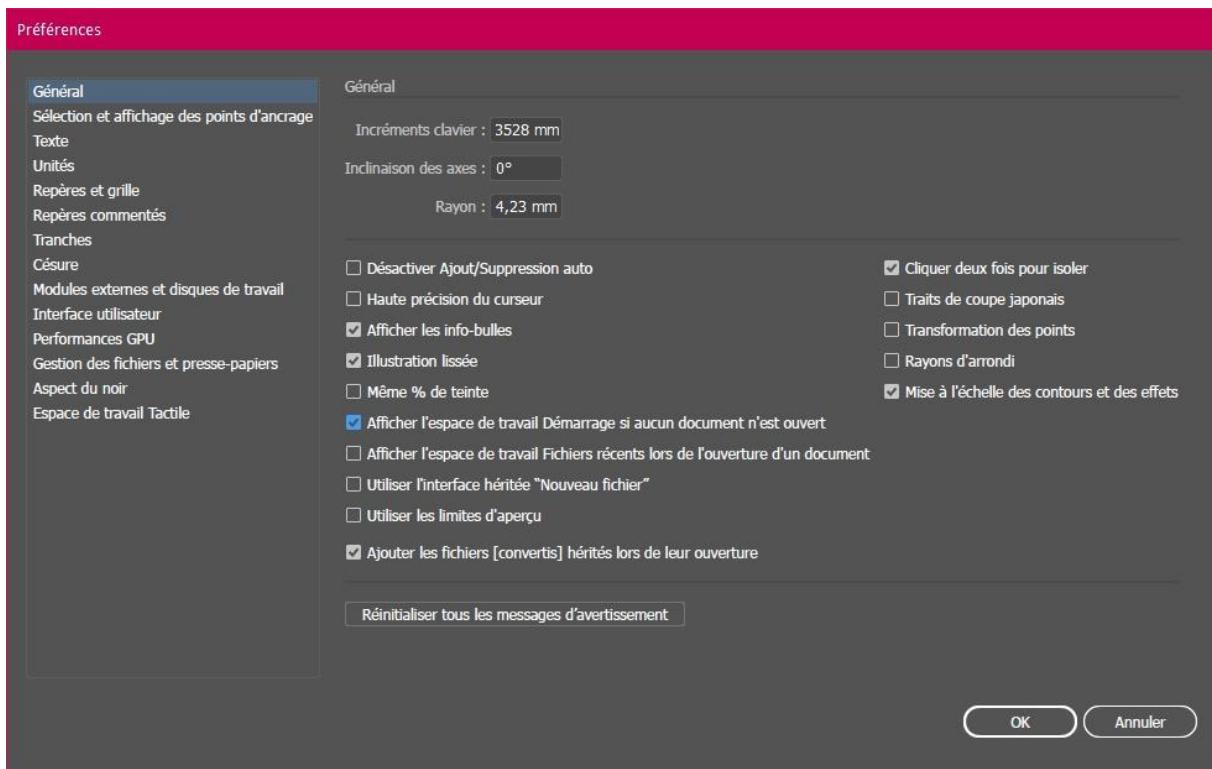 Préférences
Général
Sélection et affichage des points d'ancrage
Texte
Unités
Repères et grille
Repères commentés
Tranches
Césure
Modules externes et disques de travail
Interface utilisateur
Performances GPU
Gestion des fichiers et presse-papiers
Aspect du noir
Espace de travail Tactile
Général
Incréments clavier : 3528 mm
Inclinaison des axes : 0°
Rayon : 4,23 mm
Désactiver Ajout/Suppression auto
Haute précision du curseur
Afficher les info-bulles
Illustration lissée
Même % de teinte
Afficher l'espace de travail Démarrage si aucun document n'est ouvert
Afficher l'espace de travail Fichiers récents lors de l'ouverture d'un document
Utiliser l'interface héritée "Nouveau fichier"
Utiliser les limites d'aperçu
Ajouter les fichiers [convertis] hérités lors de leur ouverture
Cliquer deux fois pour isoler
Traits de coupe japonais
Transformation des points
Rayons d'arrondi
Mise à l'échelle des contours et des effets
Réinitialiser tous les messages d'avertissement
OK
Annuler